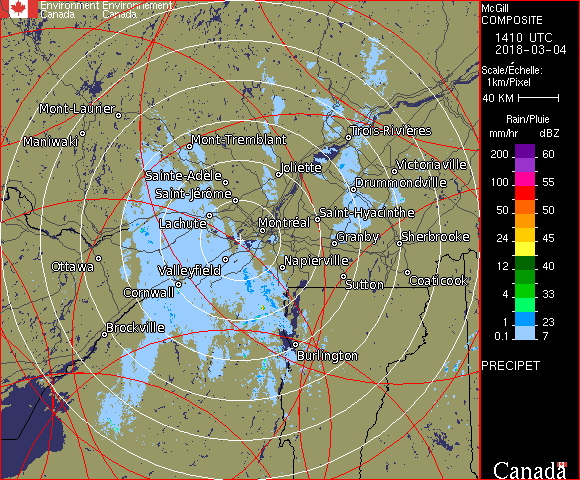 Environment Environnement
Canada Canada
McGill
COMPOSITE
1410 UTC
2018-03-04
Scale/Échelle:
1km/Pixel
40 KM
Rain/Pluie
mm/hr dBZ
200 60
100 55
50 50
24 45
12 40
4 33
1 23
0.1 7
PRECIPET
Canada
Mont-Laurier
Maniwaki
Mont-Tremblant
Trois-Rivières
Sainte-Adèle
Joliette
Victoriaville
Saint-Jérôme
Drummondville
Lachute
Montréal
Saint-Hyacinthe
Granby
Sherbrooke
Ottawa
Valleyfield
Napierville
Cornwall
Sutton
Coaticook
Brockville
Burlington